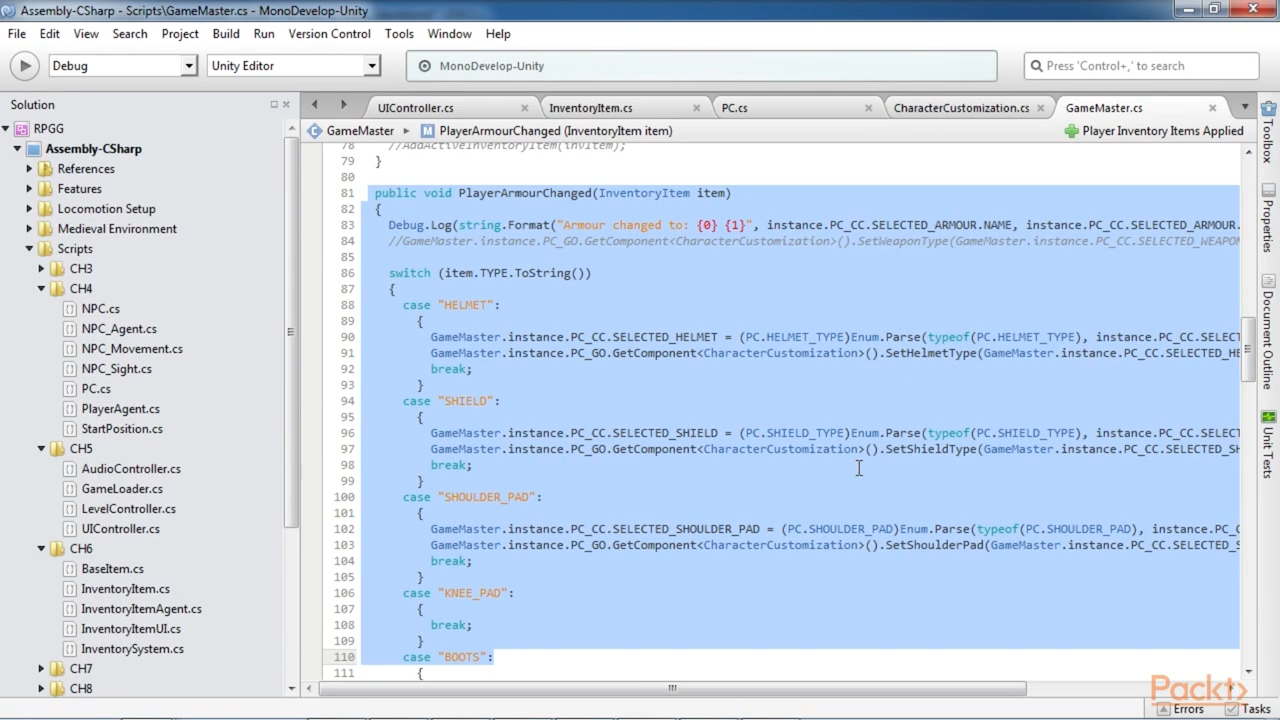 Assembly-CSharp - Scripts\GameMaster.cs - MonoDevelop-Unity
File Edit View Search Project Build Run Version Control Tools Window Help
Debug Unity Editor MonoDevelop-Unity Press 'Control+,' to search
Solution
UIController.cs InventoryItem.cs PC.cs CharacterCustomization.cs GameMaster.cs
GameMaster PlayerArmourChanged (InventoryItem item) Player Inventory Items Applied
RPGG
Assembly-CSharp
References
Features
Locomotion Setup
Medieval Environment
Scripts
CH3
CH4
NPC.cs
NPC_Agent.cs
NPC_Movement.cs
NPC_Sight.cs
PC.cs
PlayerAgent.cs
StartPosition.cs
CH5
AudioController.cs
GameLoader.cs
LevelController.cs
UIController.cs
CH6
BaseItem.cs
InventoryItem.cs
InventoryItemAgent.cs
InventoryItemUI.cs
InventorySystem.cs
CH7
CH8
78 //AddActiveInventoryItem(invItem);
79 }
80
81 public void PlayerArmourChanged(InventoryItem item)
82 {
83 Debug.Log(string.Format("Armour changed to: {0} {1}", instance.PC_CC.SELECTED_ARMOUR.NAME, instance.PC_CC.SELECTED_ARMOUR.
84 //GameMaster.instance.PC_GO.GetComponent<CharacterCustomization>().SetWeaponType(GameMaster.instance.PC_CC.SELECTED_WEAPON
85
86 switch (item.TYPE.ToString())
87 {
88 case "HELMET":
89 {
90 GameMaster.instance.PC_CC.SELECTED_HELMET = (PC.HELMET_TYPE)Enum.Parse(typeof(PC.HELMET_TYPE), instance.PC_CC.SELECT
91 GameMaster.instance.PC_GO.GetComponent<CharacterCustomization>().SetHelmetType(GameMaster.instance.PC_CC.SELECTED_HE
92 break;
93 }
94 case "SHIELD":
95 {
96 GameMaster.instance.PC_CC.SELECTED_SHIELD = (PC.SHIELD_TYPE)Enum.Parse(typeof(PC.SHIELD_TYPE), instance.PC_CC.SELECT
97 GameMaster.instance.PC_GO.GetComponent<CharacterCustomization>().SetShieldType(GameMaster.instance.PC_CC.SELECTED_SH
98 break;
99 }
100 case "SHOULDER_PAD":
101 {
102 GameMaster.instance.PC_CC.SELECTED_SHOULDER_PAD = (PC.SHOULDER_PAD)Enum.Parse(typeof(PC.SHOULDER_PAD), instance.PC_C
103 GameMaster.instance.PC_GO.GetComponent<CharacterCustomization>().SetShoulderPad(GameMaster.instance.PC_CC.SELECTED_S
104 break;
105 }
106 case "KNEE_PAD":
107 {
108 break;
109 }
110 case "BOOTS":
111 {
Toolbox
Properties
Document Outline
Unit Tests
Packt
Errors Tasks